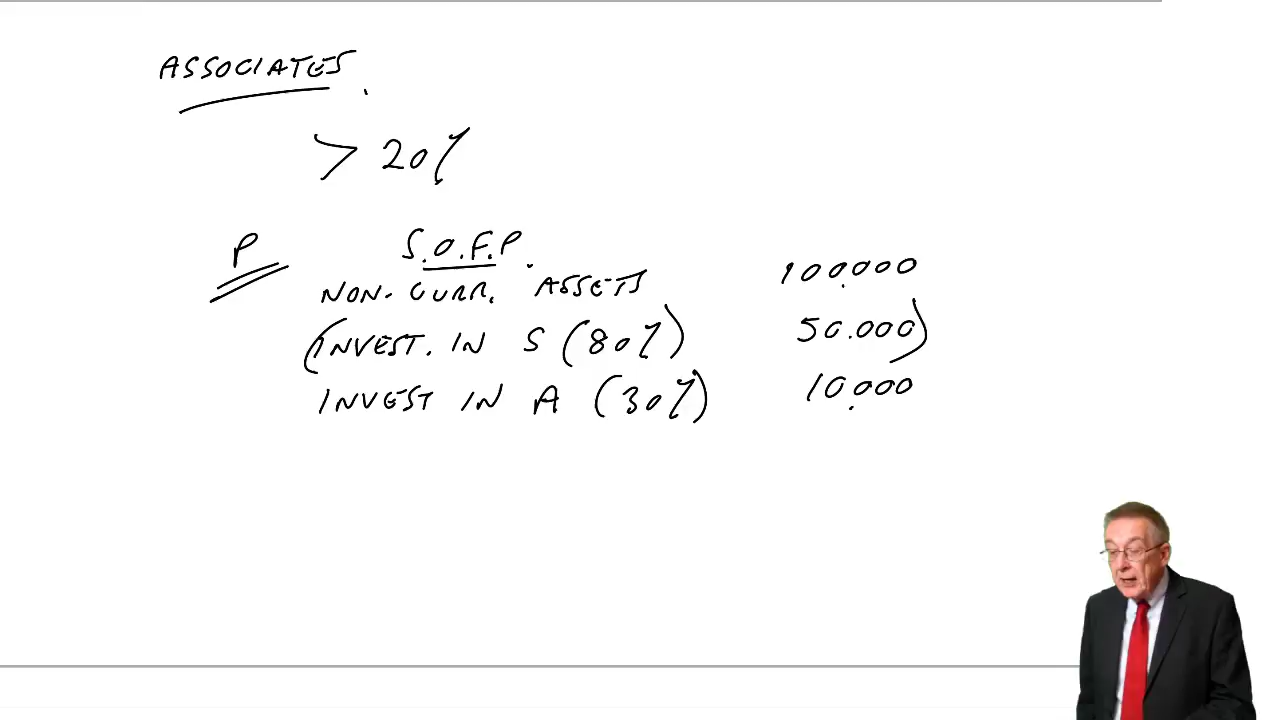 ASSOCIATES.
> 20%
P S.O.F.P.
NON-CURR. ASSETS 100.000
(INVEST. IN S (80%) 50.000)
INVEST IN A (30%) 10.000